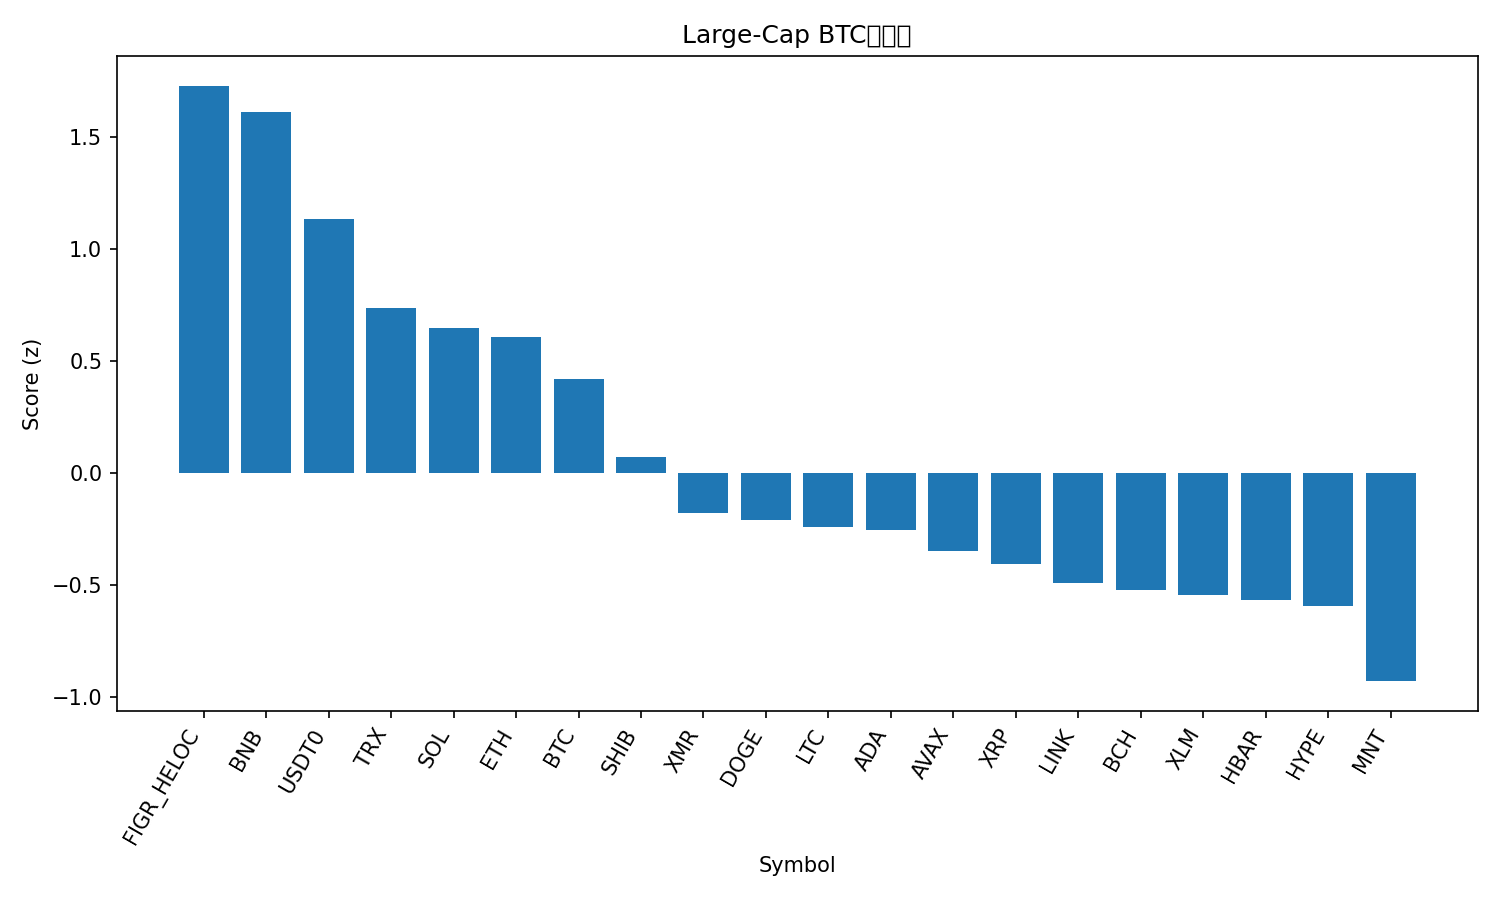 Large-Cap BTC
Score (z)
1.5
1.0
0.5
0.0
−0.5
−1.0
FIGR_HELOC
BNB
USDT0
TRX
SOL
ETH
BTC
SHIB
XMR
DOGE
LTC
ADA
AVAX
XRP
LINK
BCH
XLM
HBAR
HYPE
MNT
Symbol